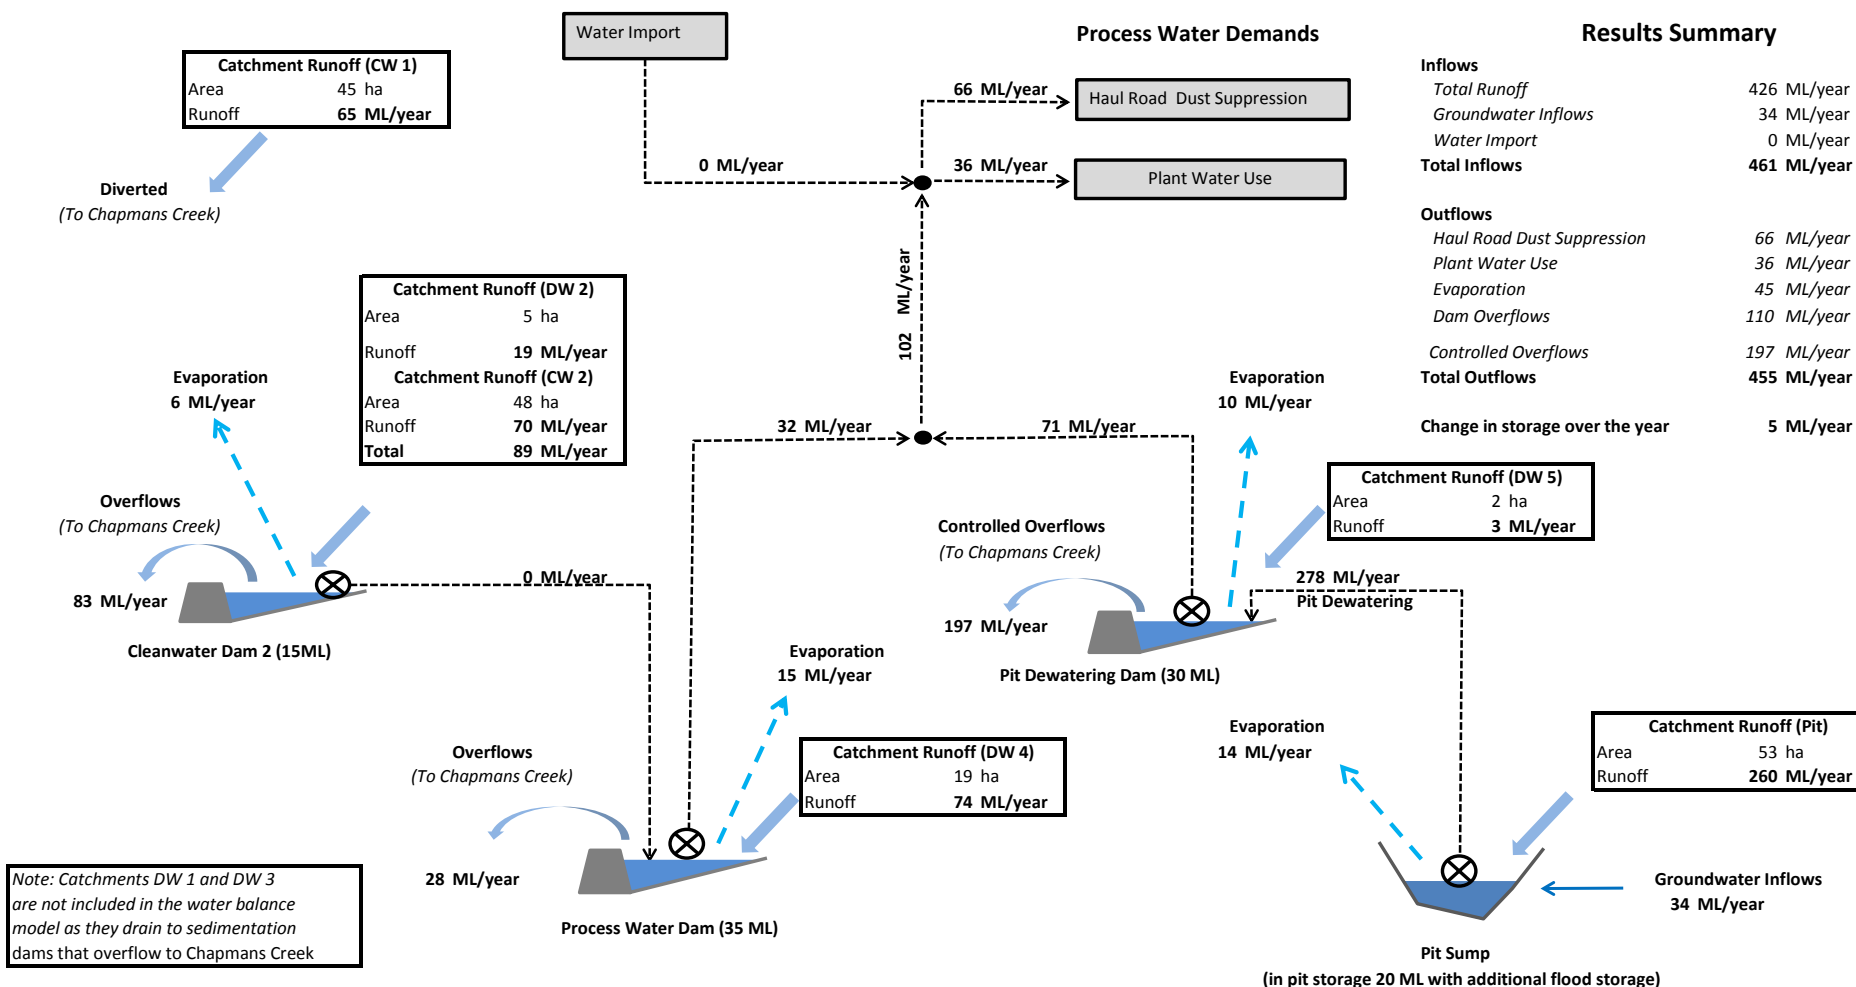 Water Import
Process Water Demands
Results Summary
Catchment Runoff (CW 1)
Area 45 ha
Runoff 65 ML/year
Diverted
(To Chapmans Creek)
66 ML/year
Haul Road Dust Suppression
0 ML/year
36 ML/year
Plant Water Use
102 ML/year
Inflows
Total Runoff 426 ML/year
Groundwater Inflows 34 ML/year
Water Import 0 ML/year
Total Inflows 461 ML/year
Outflows
Haul Road Dust Suppression 66 ML/year
Plant Water Use 36 ML/year
Evaporation 45 ML/year
Dam Overflows 110 ML/year
Controlled Overflows 197 ML/year
Total Outflows 455 ML/year
Change in storage over the year 5 ML/year
Catchment Runoff (DW 2)
Area 5 ha
Runoff 19 ML/year
Catchment Runoff (CW 2)
Area 48 ha
Runoff 70 ML/year
Total 89 ML/year
Evaporation
6 ML/year
Overflows
(To Chapmans Creek)
83 ML/year
Cleanwater Dam 2 (15ML)
0 ML/year
32 ML/year
71 ML/year
Evaporation
10 ML/year
Catchment Runoff (DW 5)
Area 2 ha
Runoff 3 ML/year
Controlled Overflows
(To Chapmans Creek)
197 ML/year
Pit Dewatering Dam (30 ML)
278 ML/year
Pit Dewatering
Evaporation
15 ML/year
Overflows
(To Chapmans Creek)
28 ML/year
Catchment Runoff (DW 4)
Area 19 ha
Runoff 74 ML/year
Process Water Dam (35 ML)
Evaporation
14 ML/year
Catchment Runoff (Pit)
Area 53 ha
Runoff 260 ML/year
Groundwater Inflows
34 ML/year
Pit Sump
(in pit storage 20 ML with additional flood storage)
Note: Catchments DW 1 and DW 3
are not included in the water balance
model as they drain to sedimentation
dams that overflow to Chapmans Creek